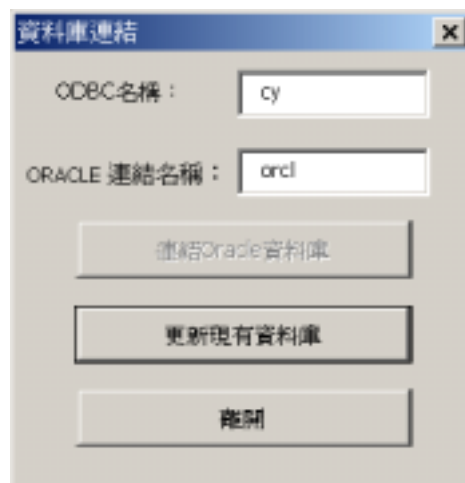 資料庫連結
ODBC名稱： cy
ORACLE 連結名稱： orcl
連結Oracle資料庫
更新現有資料庫
離開